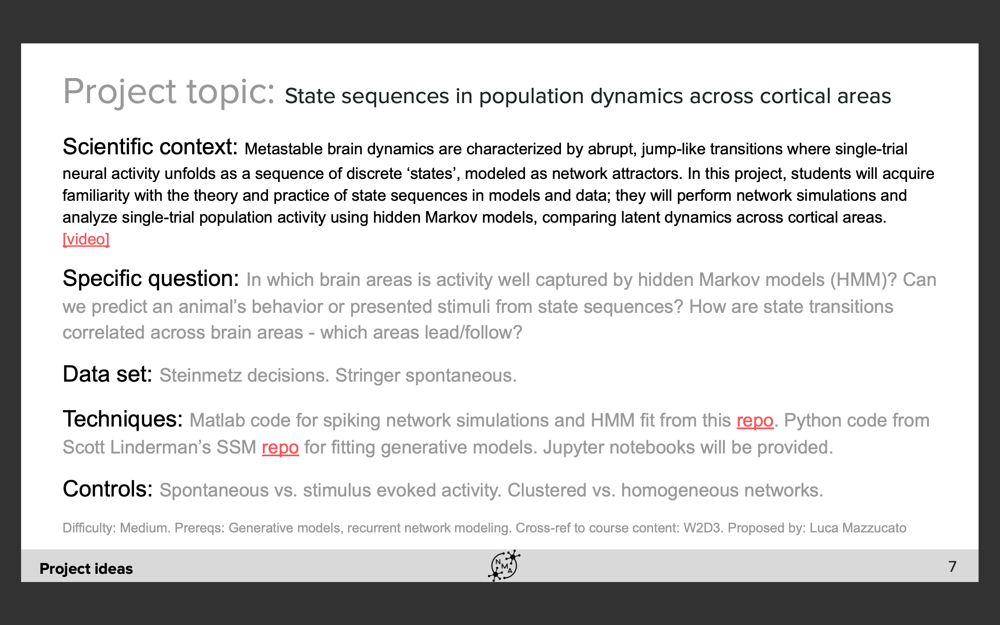 Project topic: State sequences in population dynamics across cortical areas
Scientific context: Metastable brain dynamics are characterized by abrupt, jump-like transitions where single-trial
neural activity unfolds as a sequence of discrete ‘states’, modeled as network attractors. In this project, students will acquire
familiarity with the theory and practice of state sequences in models and data; they will perform network simulations and
analyze single-trial population activity using hidden Markov models, comparing latent dynamics across cortical areas.
[video]
Specific question: In which brain areas is activity well captured by hidden Markov models (HMM)? Can
we predict an animal’s behavior or presented stimuli from state sequences? How are state transitions
correlated across brain areas - which areas lead/follow?
Data set: Steinmetz decisions. Stringer spontaneous.
Techniques: Matlab code for spiking network simulations and HMM fit from this repo. Python code from
Scott Linderman’s SSM repo for fitting generative models. Jupyter notebooks will be provided.
Controls: Spontaneous vs. stimulus evoked activity. Clustered vs. homogeneous networks.
Difficulty: Medium. Prereqs: Generative models, recurrent network modeling. Cross-ref to course content: W2D3. Proposed by: Luca Mazzucato
Project ideas
NMA
7